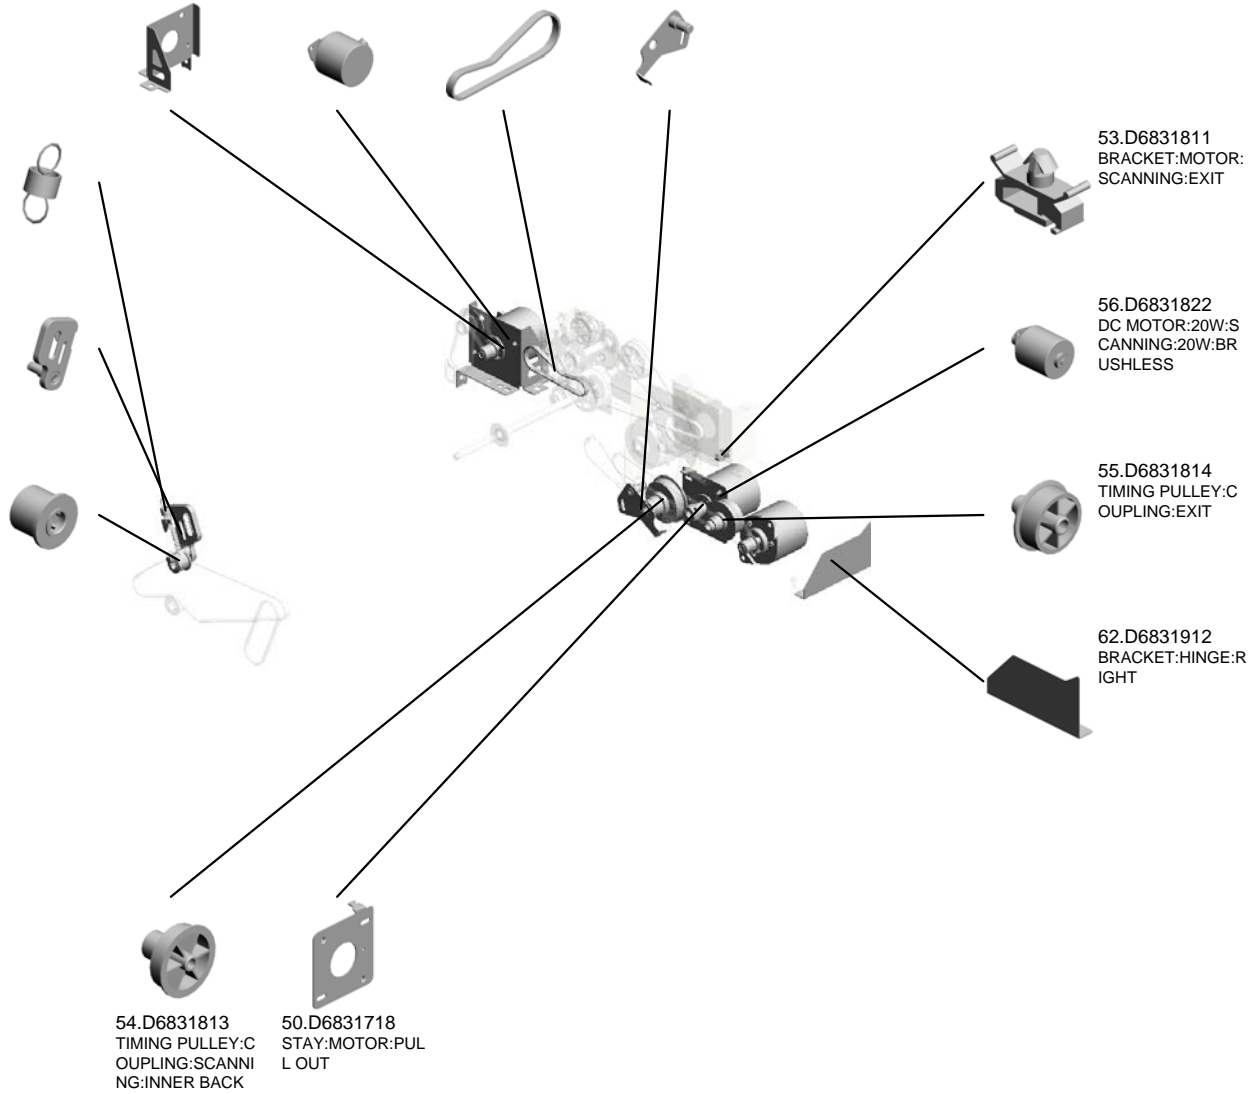 53.D6831811
BRACKET:MOTOR:
SCANNING:EXIT
56.D6831822
DC MOTOR:20W:S
CANNING:20W:BR
USHLESS
55.D6831814
TIMING PULLEY:C
OUPLING:EXIT
62.D6831912
BRACKET:HINGE:R
IGHT
54.D6831813
TIMING PULLEY:C
OUPLING:SCANNI
NG:INNER BACK
50.D6831718
STAY:MOTOR:PUL
L OUT